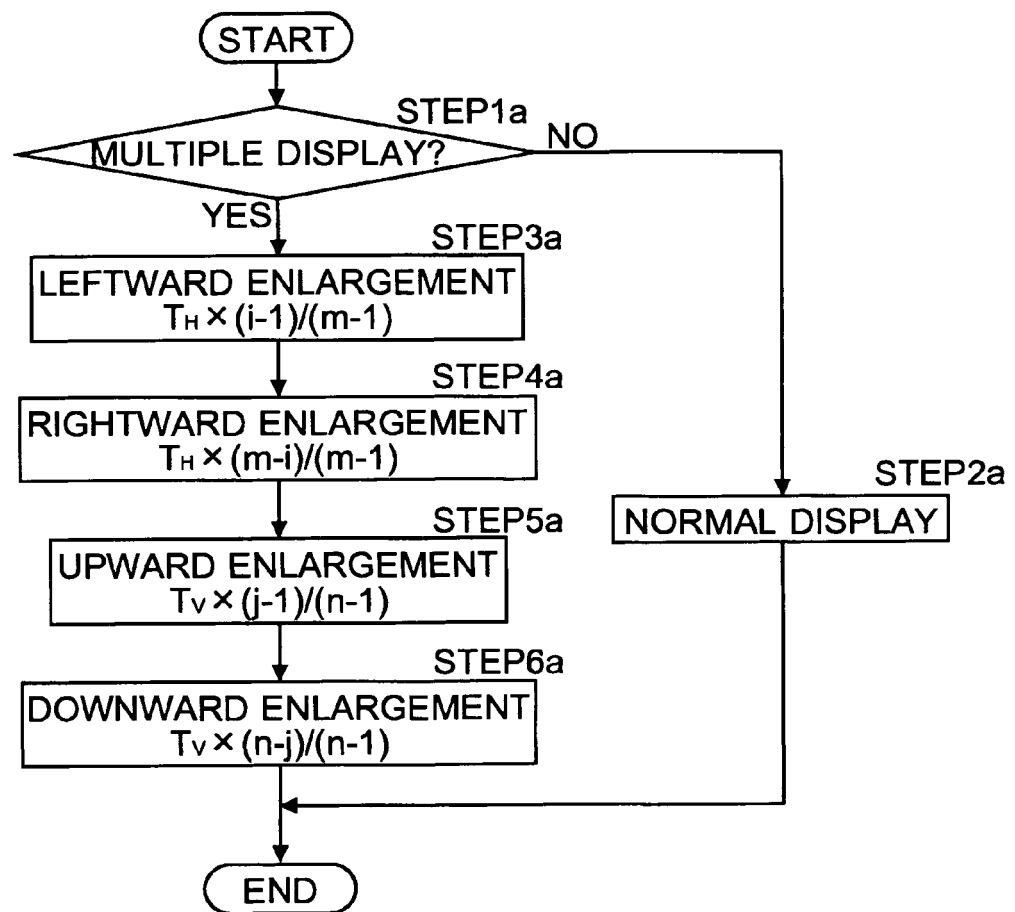 START
STEP1a
MULTIPLE DISPLAY?
NO
YES
STEP3a
LEFTWARD ENLARGEMENT
TH×(i-1)/(m-1)
STEP4a
RIGHTWARD ENLARGEMENT
TH×(m-i)/(m-1)
STEP2a
NORMAL DISPLAY
STEP5a
UPWARD ENLARGEMENT
TV×(j-1)/(n-1)
STEP6a
DOWNWARD ENLARGEMENT
TV×(n-j)/(n-1)
END